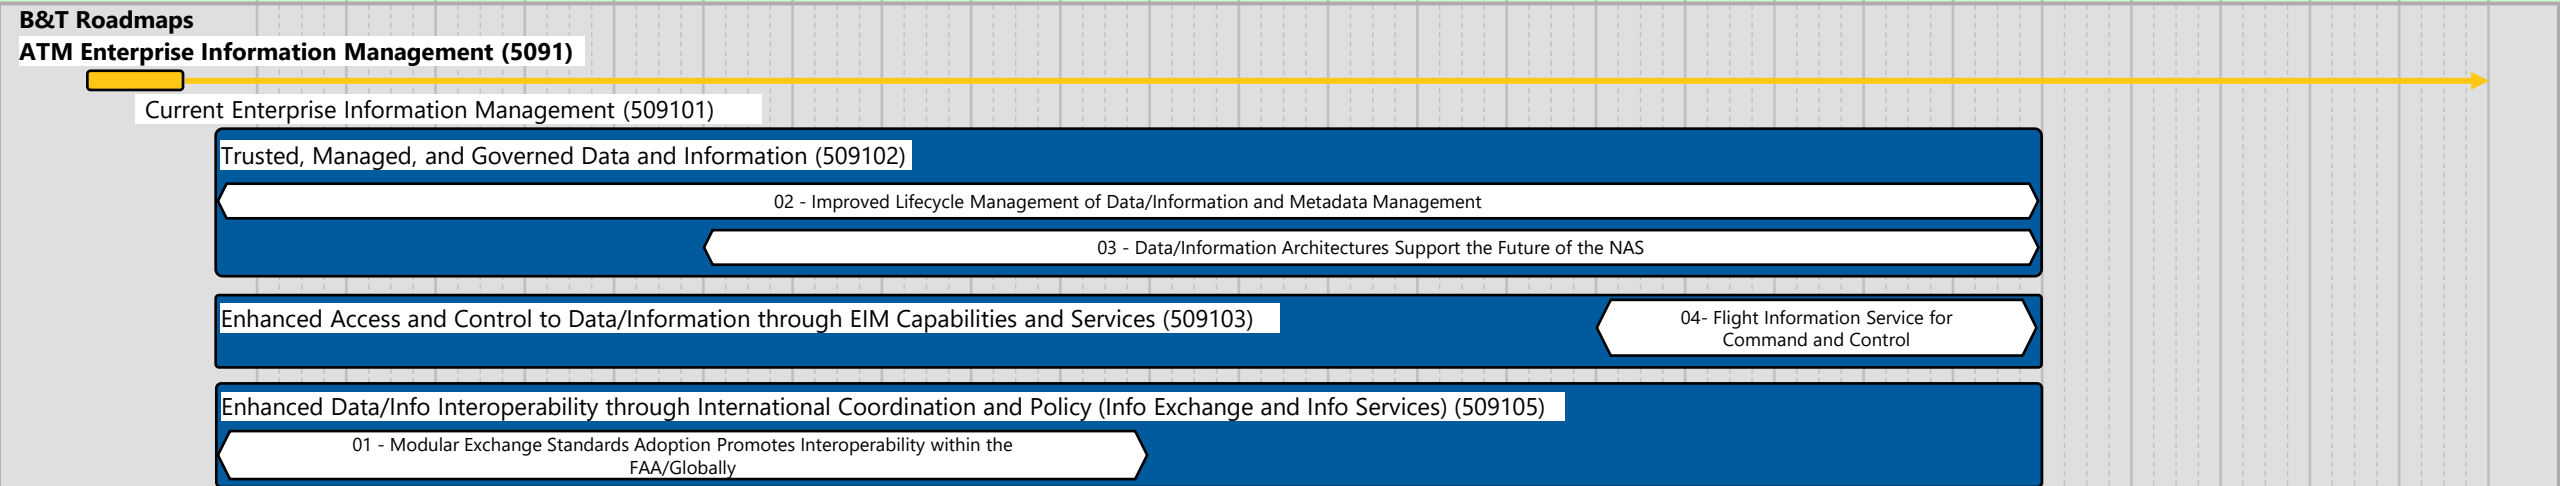 B&T Roadmaps
ATM Enterprise Information Management (5091)
Current Enterprise Information Management (509101)
Trusted, Managed, and Governed Data and Information (509102)
02 - Improved Lifecycle Management of Data/Information and Metadata Management
03 - Data/Information Architectures Support the Future of the NAS
Enhanced Access and Control to Data/Information through EIM Capabilities and Services (509103)
04- Flight Information Service for
Command and Control
Enhanced Data/Info Interoperability through International Coordination and Policy (Info Exchange and Info Services) (509105)
01 - Modular Exchange Standards Adoption Promotes Interoperability within the
FAA/Globally